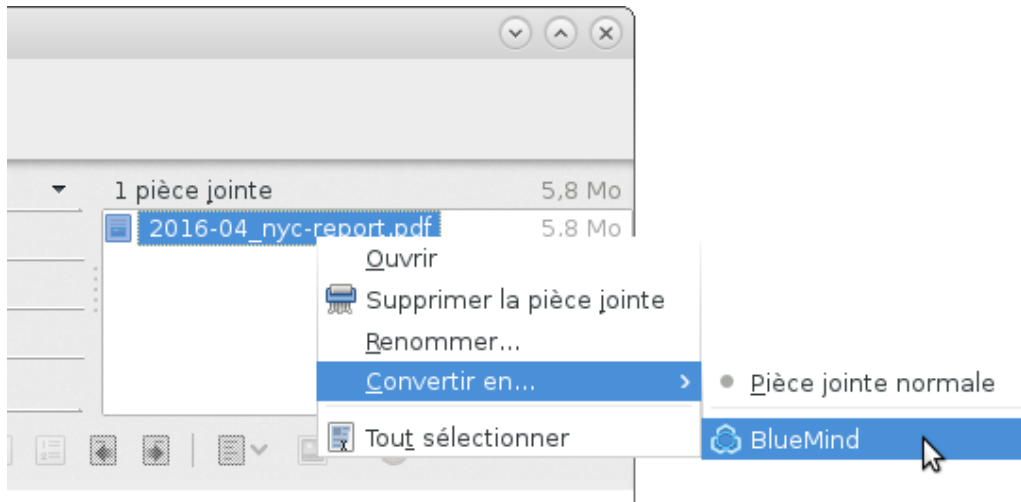 1 pièce jointe 5,8 Mo
2016-04_nyc-report.pdf 5,8 Mo
Ouvrir
Supprimer la pièce jointe
Renommer...
Convertir en...
Pièce jointe normale
Tout sélectionner
BlueMind